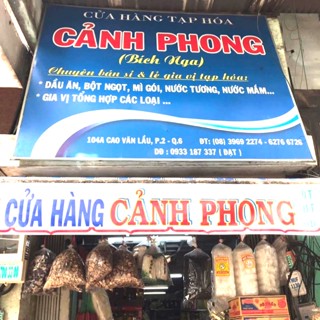 CỬA HÀNG TẠP HÓA
CẢNH PHONG
(Bích Nga)
Chuyên bán sỉ & lẻ gia vị tạp hóa:
* DẦU ĂN, BỘT NGỌT, MÌ GÓI, NƯỚC TƯƠNG, NƯỚC MẮM...
* GIA VỊ TỔNG HỢP CÁC LOẠI ...
104A CAO VĂN LẦU, P.2 - Q.6
ĐT: (08) 3969 2274 - 6276 6726
DĐ : 0933 187 337 ( ĐẠT )
CỬA HÀNG CẢNH PHONG